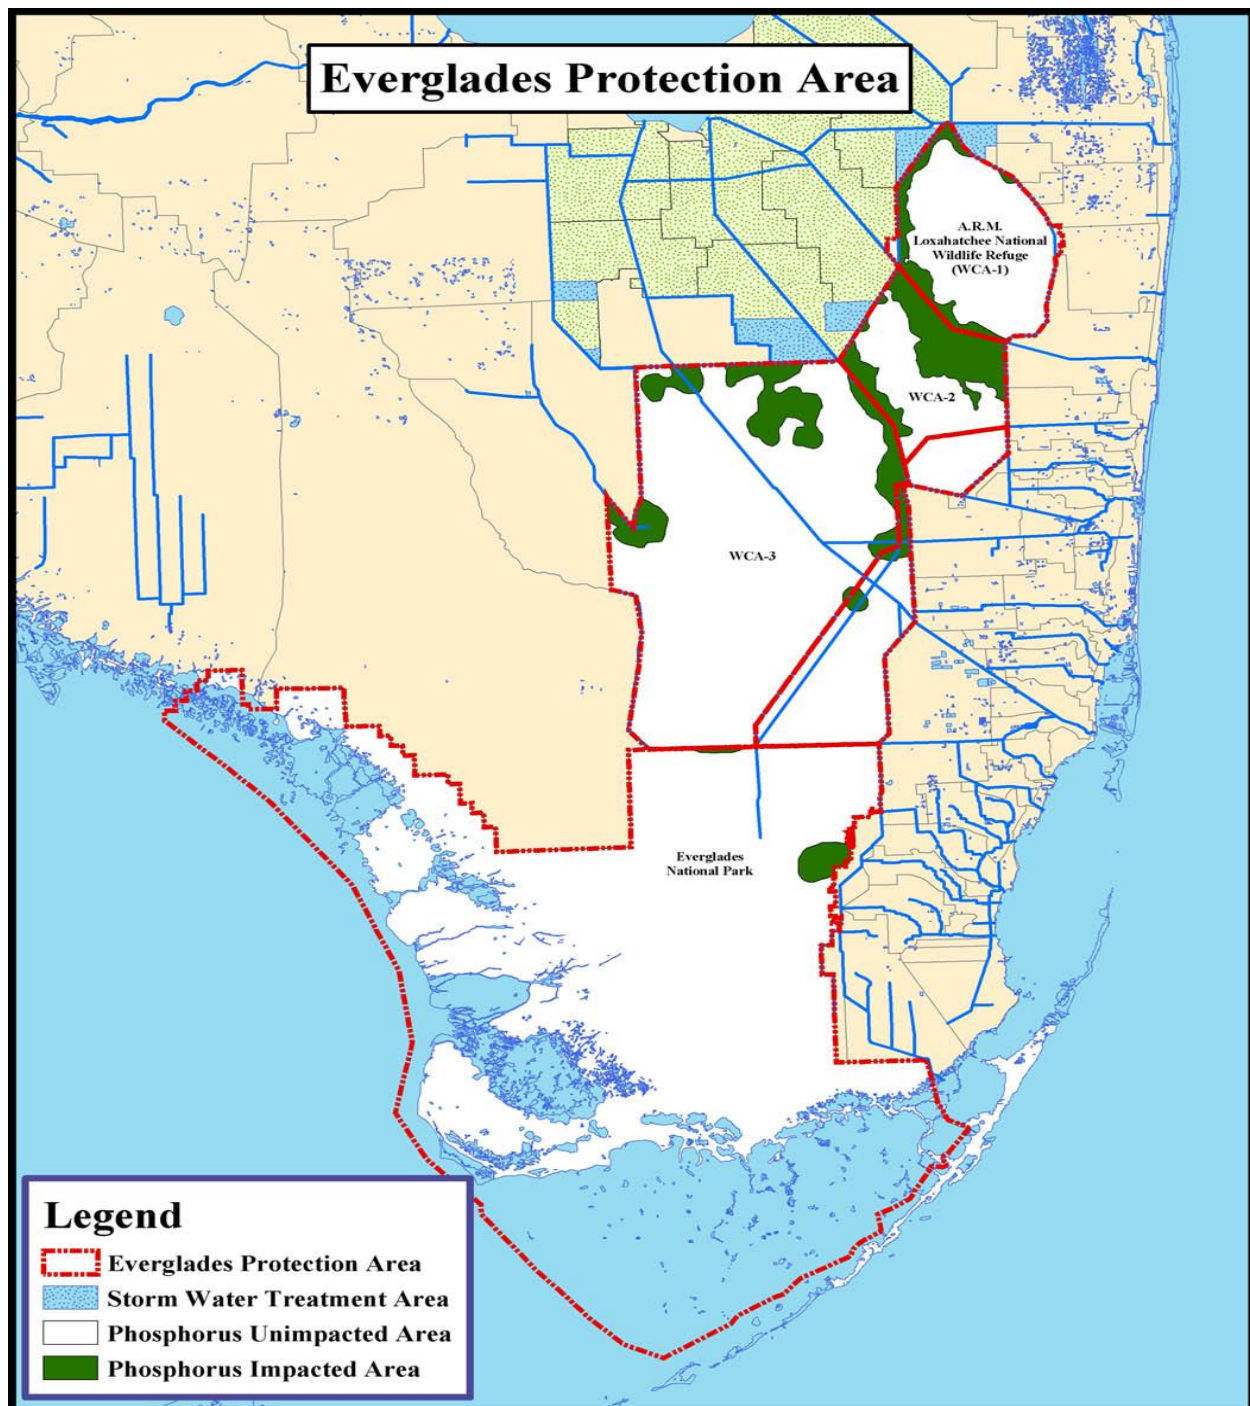 Everglades Protection Area
A.R.M.
Loxahatchee National
Wildlife Refuge
(WCA-1)
WCA-2
WCA-3
Everglades
National Park
Legend
Everglades Protection Area
Storm Water Treatment Area
Phosphorus Unimpacted Area
Phosphorus Impacted Area